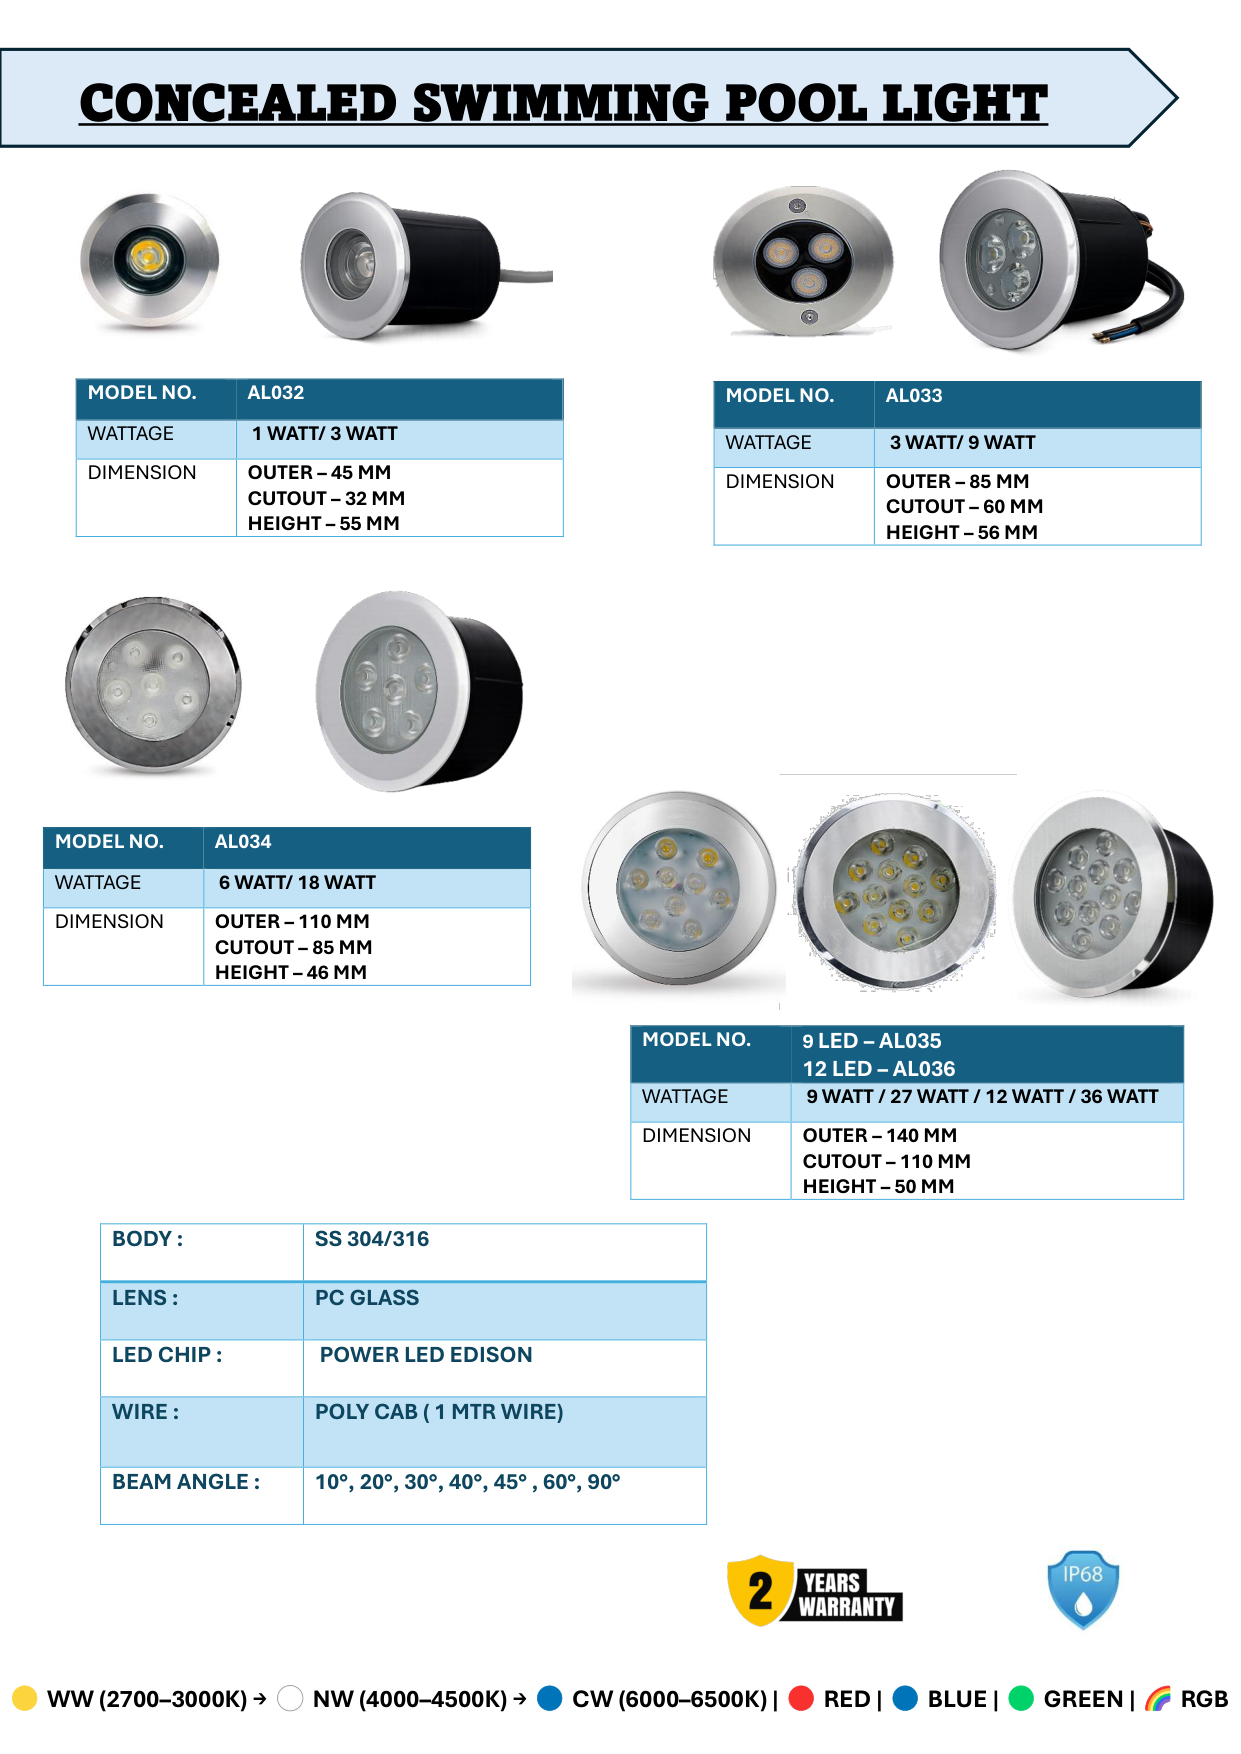 CONCEALED SWIMMING POOL LIGHT
MODEL NO. AL032
WATTAGE 1 WATT/ 3 WATT
DIMENSION OUTER – 45 MM
CUTOUT – 32 MM
HEIGHT – 55 MM
MODEL NO. AL033
WATTAGE 3 WATT/ 9 WATT
DIMENSION OUTER – 85 MM
CUTOUT – 60 MM
HEIGHT – 56 MM
MODEL NO. AL034
WATTAGE 6 WATT/ 18 WATT
DIMENSION OUTER – 110 MM
CUTOUT – 85 MM
HEIGHT – 46 MM
MODEL NO. 9 LED – AL035
12 LED – AL036
WATTAGE 9 WATT / 27 WATT / 12 WATT / 36 WATT
DIMENSION OUTER – 140 MM
CUTOUT – 110 MM
HEIGHT – 50 MM
BODY : SS 304/316
LENS : PC GLASS
LED CHIP : POWER LED EDISON
WIRE : POLY CAB ( 1 MTR WIRE)
BEAM ANGLE : 10°, 20°, 30°, 40°, 45° , 60°, 90°
2 YEARS
WARRANTY
IP68
WW (2700–3000K) → NW (4000–4500K) → CW (6000–6500K) | RED | BLUE | GREEN | RGB